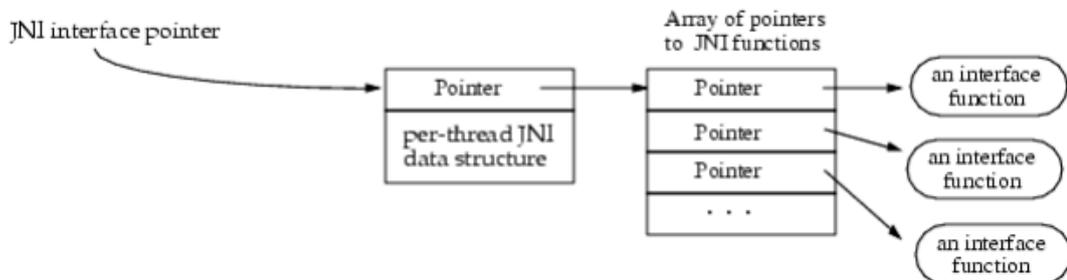 JNI interface pointer
Array of pointers
to JNI functions
Pointer
per-thread JNI
data structure
Pointer
Pointer
Pointer
. . .
an interface
function
an interface
function
an interface
function